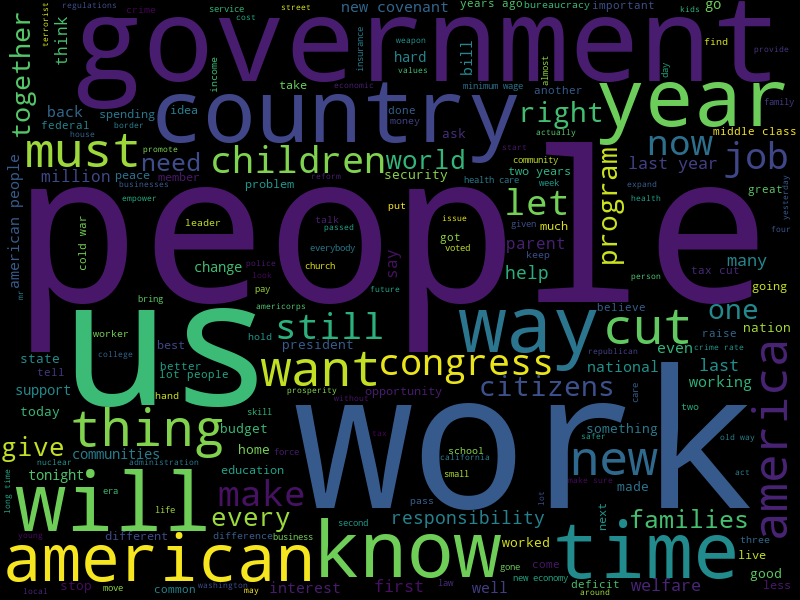 regulations
crime
service
cost
street
new covenant
years ago
bureaucracy
important
kids
go
terrorist
think
together
government
insurance
weapon
hard
values
bill
almost
find
provide
day
income
country
year
minimum wage
another
economic
take
back
spending
idea
federal
border
house
promote
done
money
ask
right
actually
now
middle class
family
must
need
children
world
start
community
last year
job
million
peace
member
businesses
problem
security
two years
week
health care
reform
program
expand
health
great
yesterday
american people
empower
people
leader
put
let
issue
given
much
four
cold war
talk
passed
voted
got
parent
keep
many
change
police
look
everybody
church
say
help
person
tax cut
going
mr
bring
pay
future
americorps
us
still
way
cut
believe
one
raise
nation
worker
hold
best
president
republican
even
crime rate
state
college
better
tell
lot people
want
congress
national
last
working
support
hand
prosperity
without
opportunity
citizens
care
two
america
today
thing
skill
budget
tax
work
something
safer
old way
give
communities
home
force
school
california
small
new
nuclear
administration
education
make sure
made
act
tonight
long time
era
life
will
make
pass
lot
every
second
responsibility
next
families
young
different
difference
business
american
know
worked
time
three
live
gone
come
good
local
stop
move
common
washington
may
interest
first
law
well
new economy
deficit
around
welfare
less